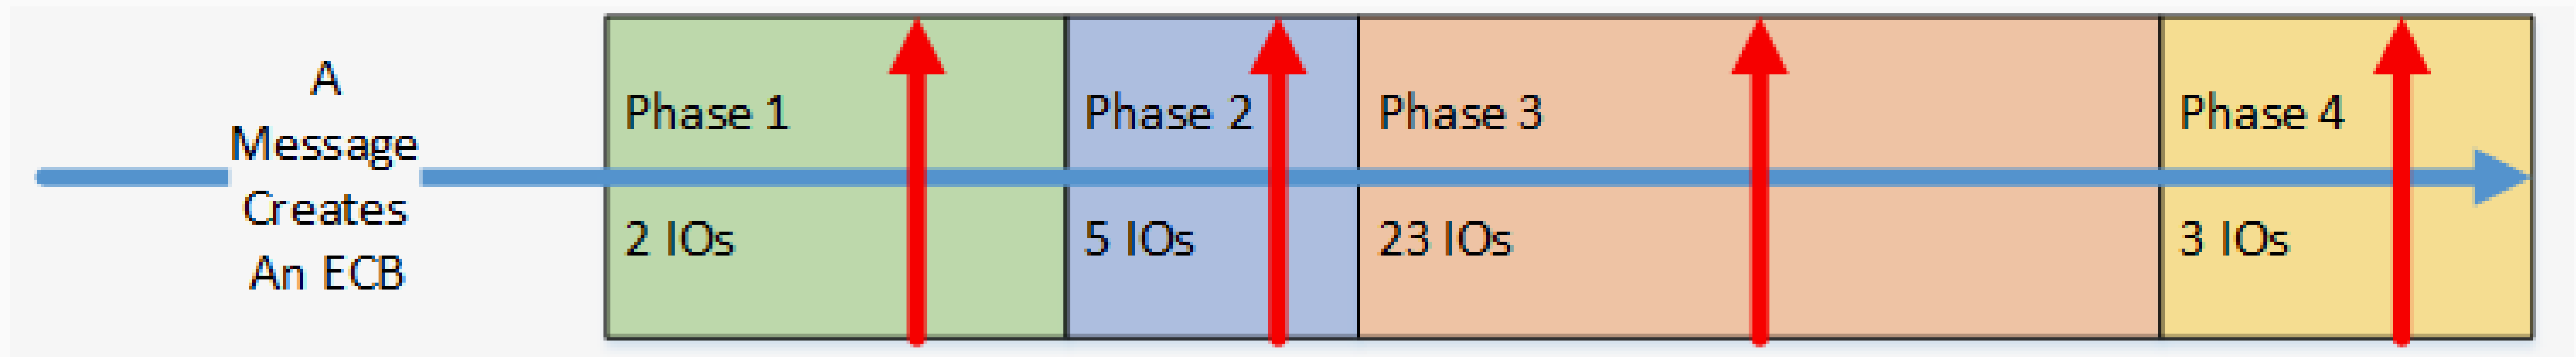 A
Message
Creates
An ECB
Phase 1
2 IOs
Phase 2
5 IOs
Phase 3
23 IOs
Phase 4
3 IOs